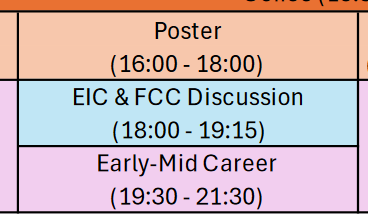 Poster
(16:00 - 18:00)
EIC & FCC Discussion
(18:00 - 19:15)
Early-Mid Career
(19:30 - 21:30)